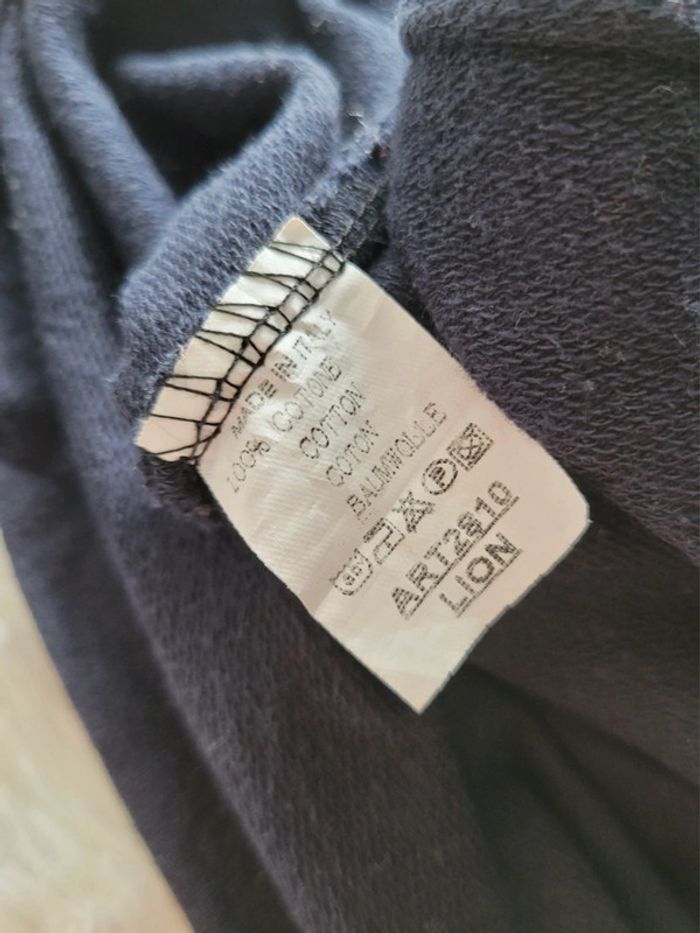 MADE IN ITALY
100% COTONE
COTTON
COTON
BAUMWOLLE
P
ART2810
LION